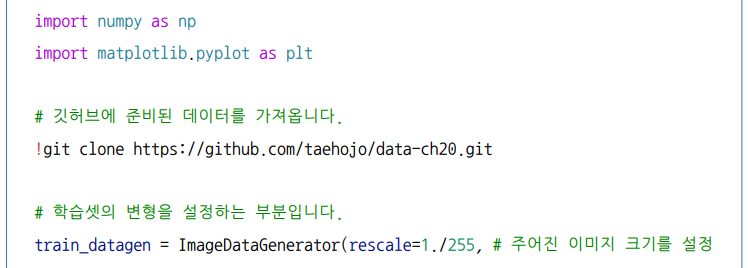 import numpy as np
import matplotlib.pyplot as plt
# 깃허브에 준비된 데이터를 가져옵니다.
!git clone https://github.com/taehojo/data-ch20.git
# 학습셋의 변형을 설정하는 부분입니다.
train_datagen = ImageDataGenerator(rescale=1./255, # 주어진 이미지 크기를 설정